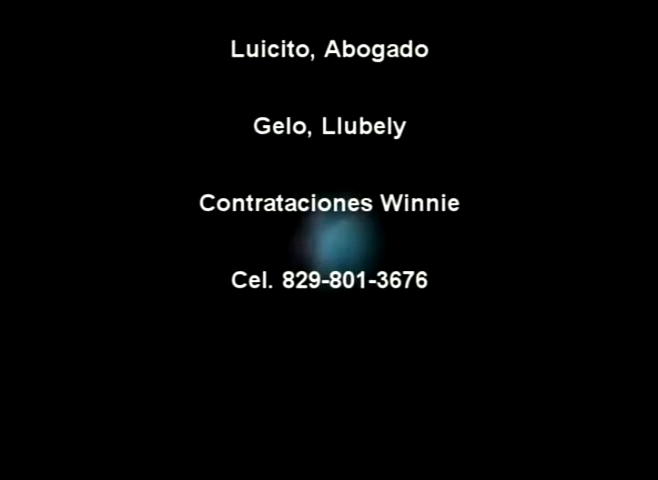 Luicito, Abogado
Gelo, Llubely
Contrataciones Winnie
Cel. 829-801-3676